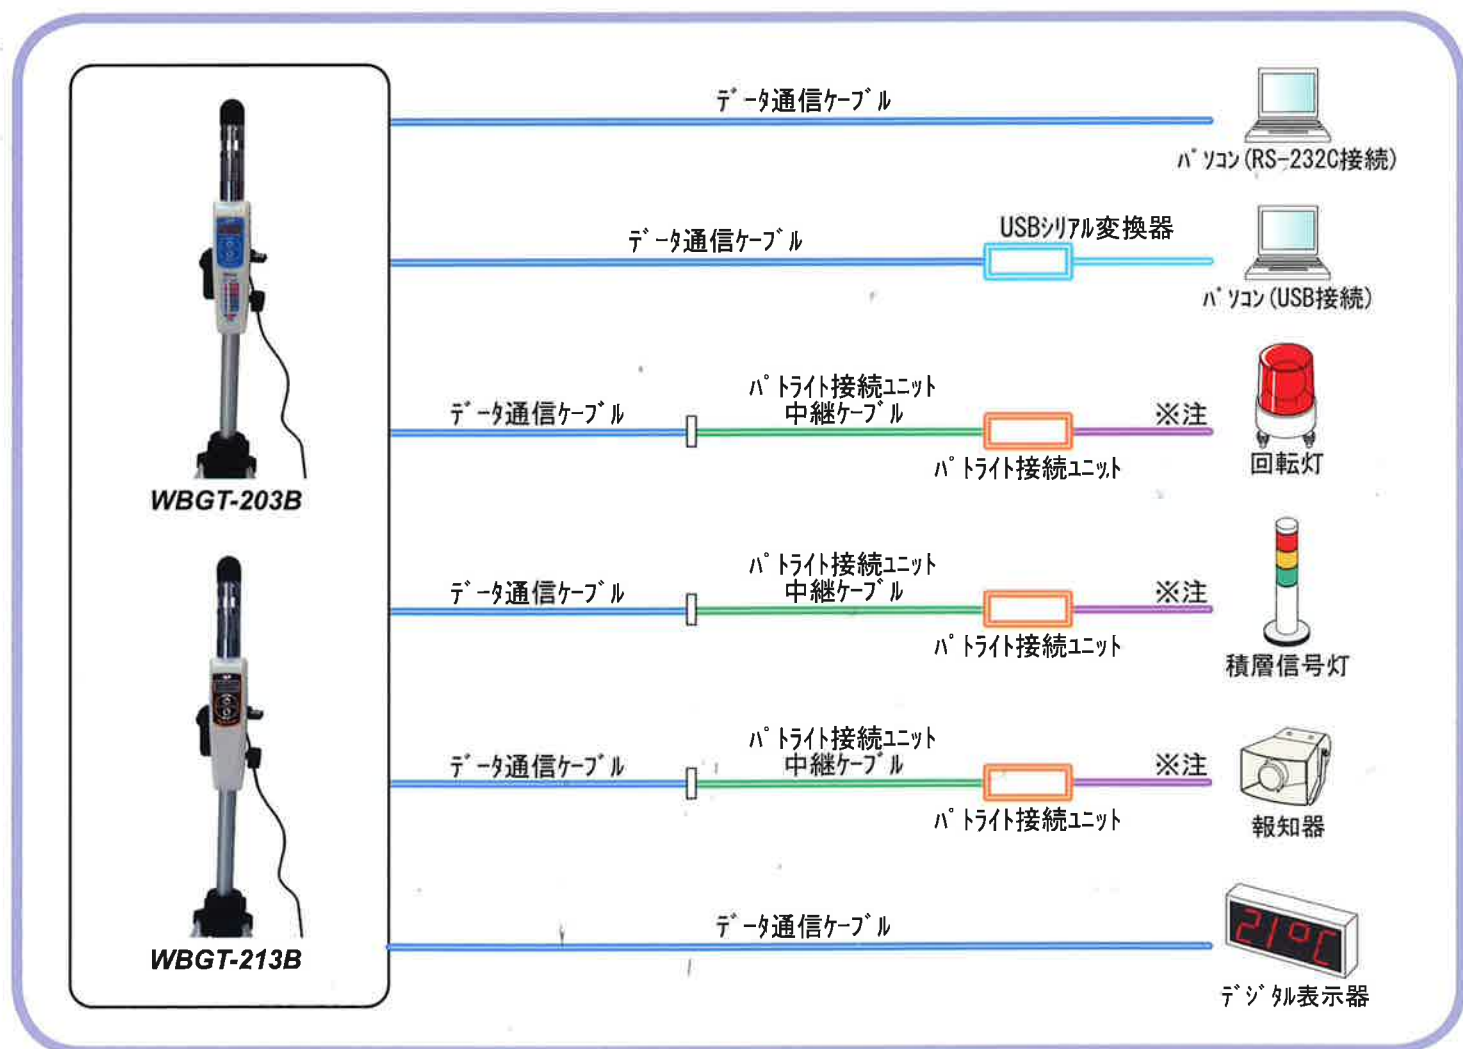 データ通信ケーブル
パソコン(RS-232C接続)
データ通信ケーブル
USBシリアル変換器
パソコン(USB接続)
データ通信ケーブル
パトライト接続ユニット
中継ケーブル
※注
パトライト接続ユニット
回転灯
WBGT-203B
データ通信ケーブル
パトライト接続ユニット
中継ケーブル
※注
パトライト接続ユニット
積層信号灯
データ通信ケーブル
パトライト接続ユニット
中継ケーブル
※注
パトライト接続ユニット
報知器
データ通信ケーブル
21°C
デジタル表示器
WBGT-213B